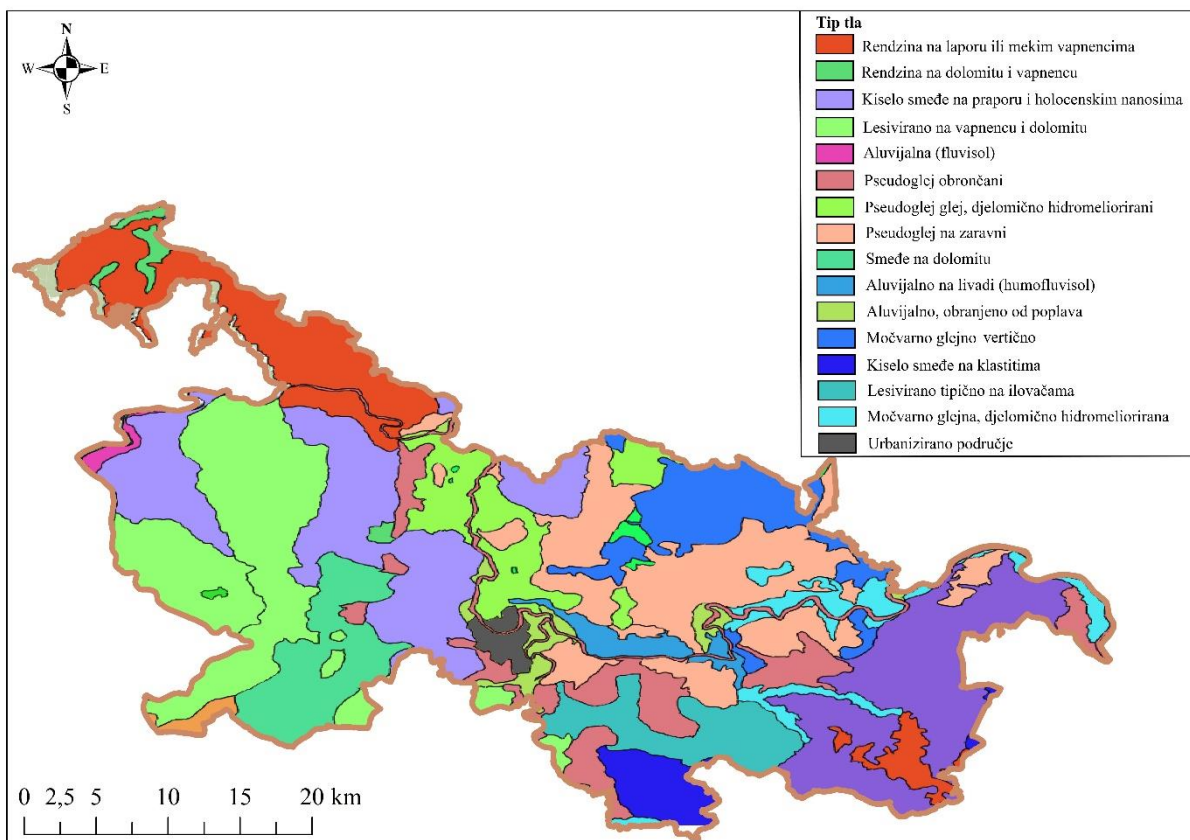 N
W E
S
Tip tla
Rendzina na laporu ili mekim vapnencima
Rendzina na dolomitu i vapnencu
Kiselo smeđe na praporu i holocenskim nanosima
Lesivirano na vapnencu i dolomitu
Aluvijalna (fluvisol)
Pseudoglej obrončani
Pseudoglej glej, djelomično hidromeliorirani
Pseudoglej na zaravni
Smeđe na dolomitu
Aluvijalno na livadi (humofluvisol)
Aluvijalno, obranjeno od poplava
Močvarno glejno vertično
Kiselo smeđe na klastitima
Lesivirano tipično na ilovačama
Močvarno glejna, djelomično hidromeliorirana
Urbanizirano područje
0 2,5 5 10 15 20 km